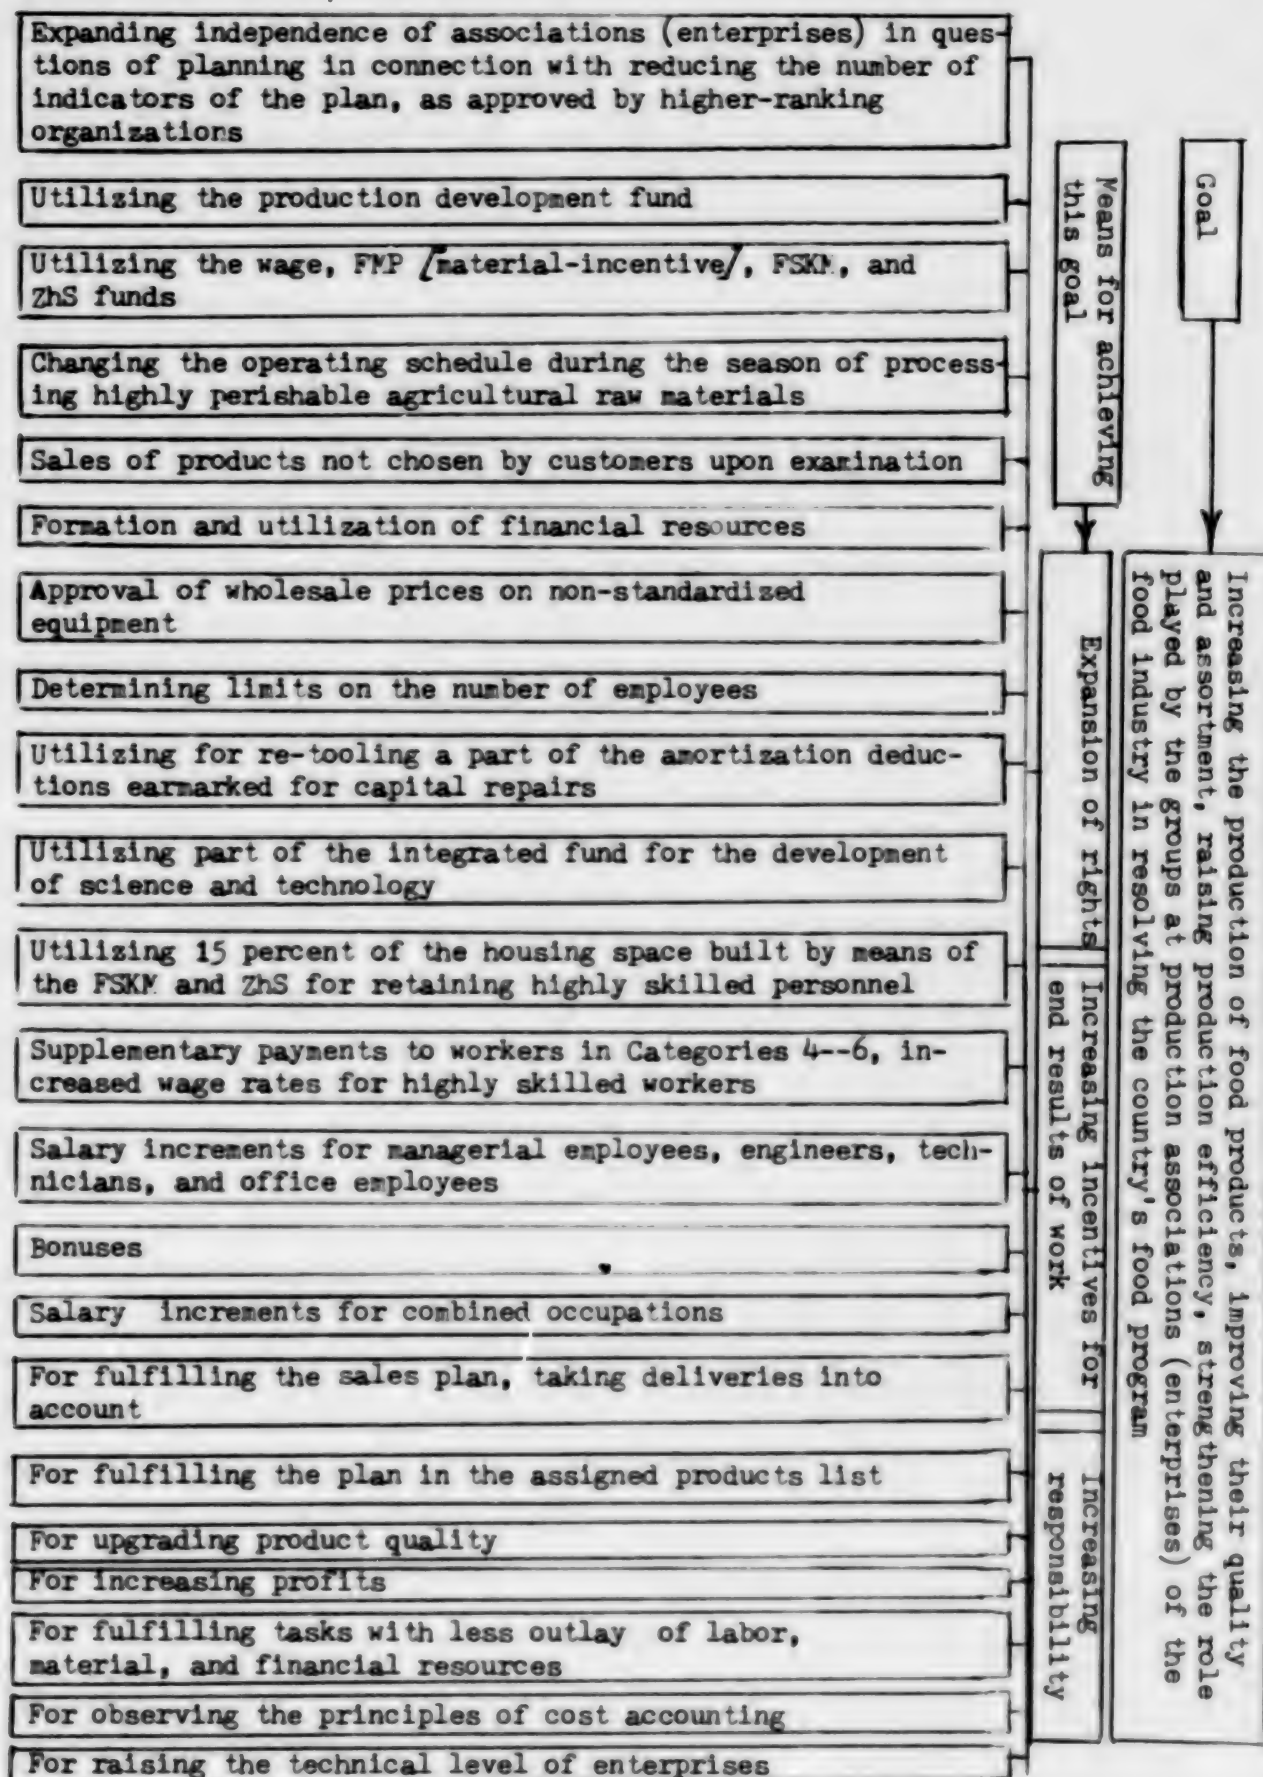 Expanding independence of associations (enterprises) in ques-
tions of planning in connection with reducing the number of
indicators of the plan, as approved by higher-ranking
organizations
Utilizing the production development fund
Utilizing the wage, FMP /material-incentive/, FSKM, and
ZhS funds
Changing the operating schedule during the season of process-
ing highly perishable agricultural raw materials
Sales of products not chosen by customers upon examination
Formation and utilization of financial resources
Approval of wholesale prices on non-standardized
equipment
Determining limits on the number of employees
Utilizing for re-tooling a part of the amortization deduc-
tions earmarked for capital repairs
Utilizing part of the integrated fund for the development
of science and technology
Utilizing 15 percent of the housing space built by means of
the FSKM and ZhS for retaining highly skilled personnel
Supplementary payments to workers in Categories 4--6, in-
creased wage rates for highly skilled workers
Salary increments for managerial employees, engineers, tech-
nicians, and office employees
Bonuses
Salary increments for combined occupations
For fulfilling the sales plan, taking deliveries into
account
For fulfilling the plan in the assigned products list
For upgrading product quality
For increasing profits
For fulfilling tasks with less outlay of labor,
material, and financial resources
For observing the principles of cost accounting
For raising the technical level of enterprises
Means for achieving
this goal
Expansion of rights
Increasing incentives for
end results of work
Increasing
responsibility
Goal
Increasing the production of food products, improving their quality
and assortment, raising production efficiency, strengthening the role
played by the groups at production associations (enterprises) of the
food industry in resolving the country's food program